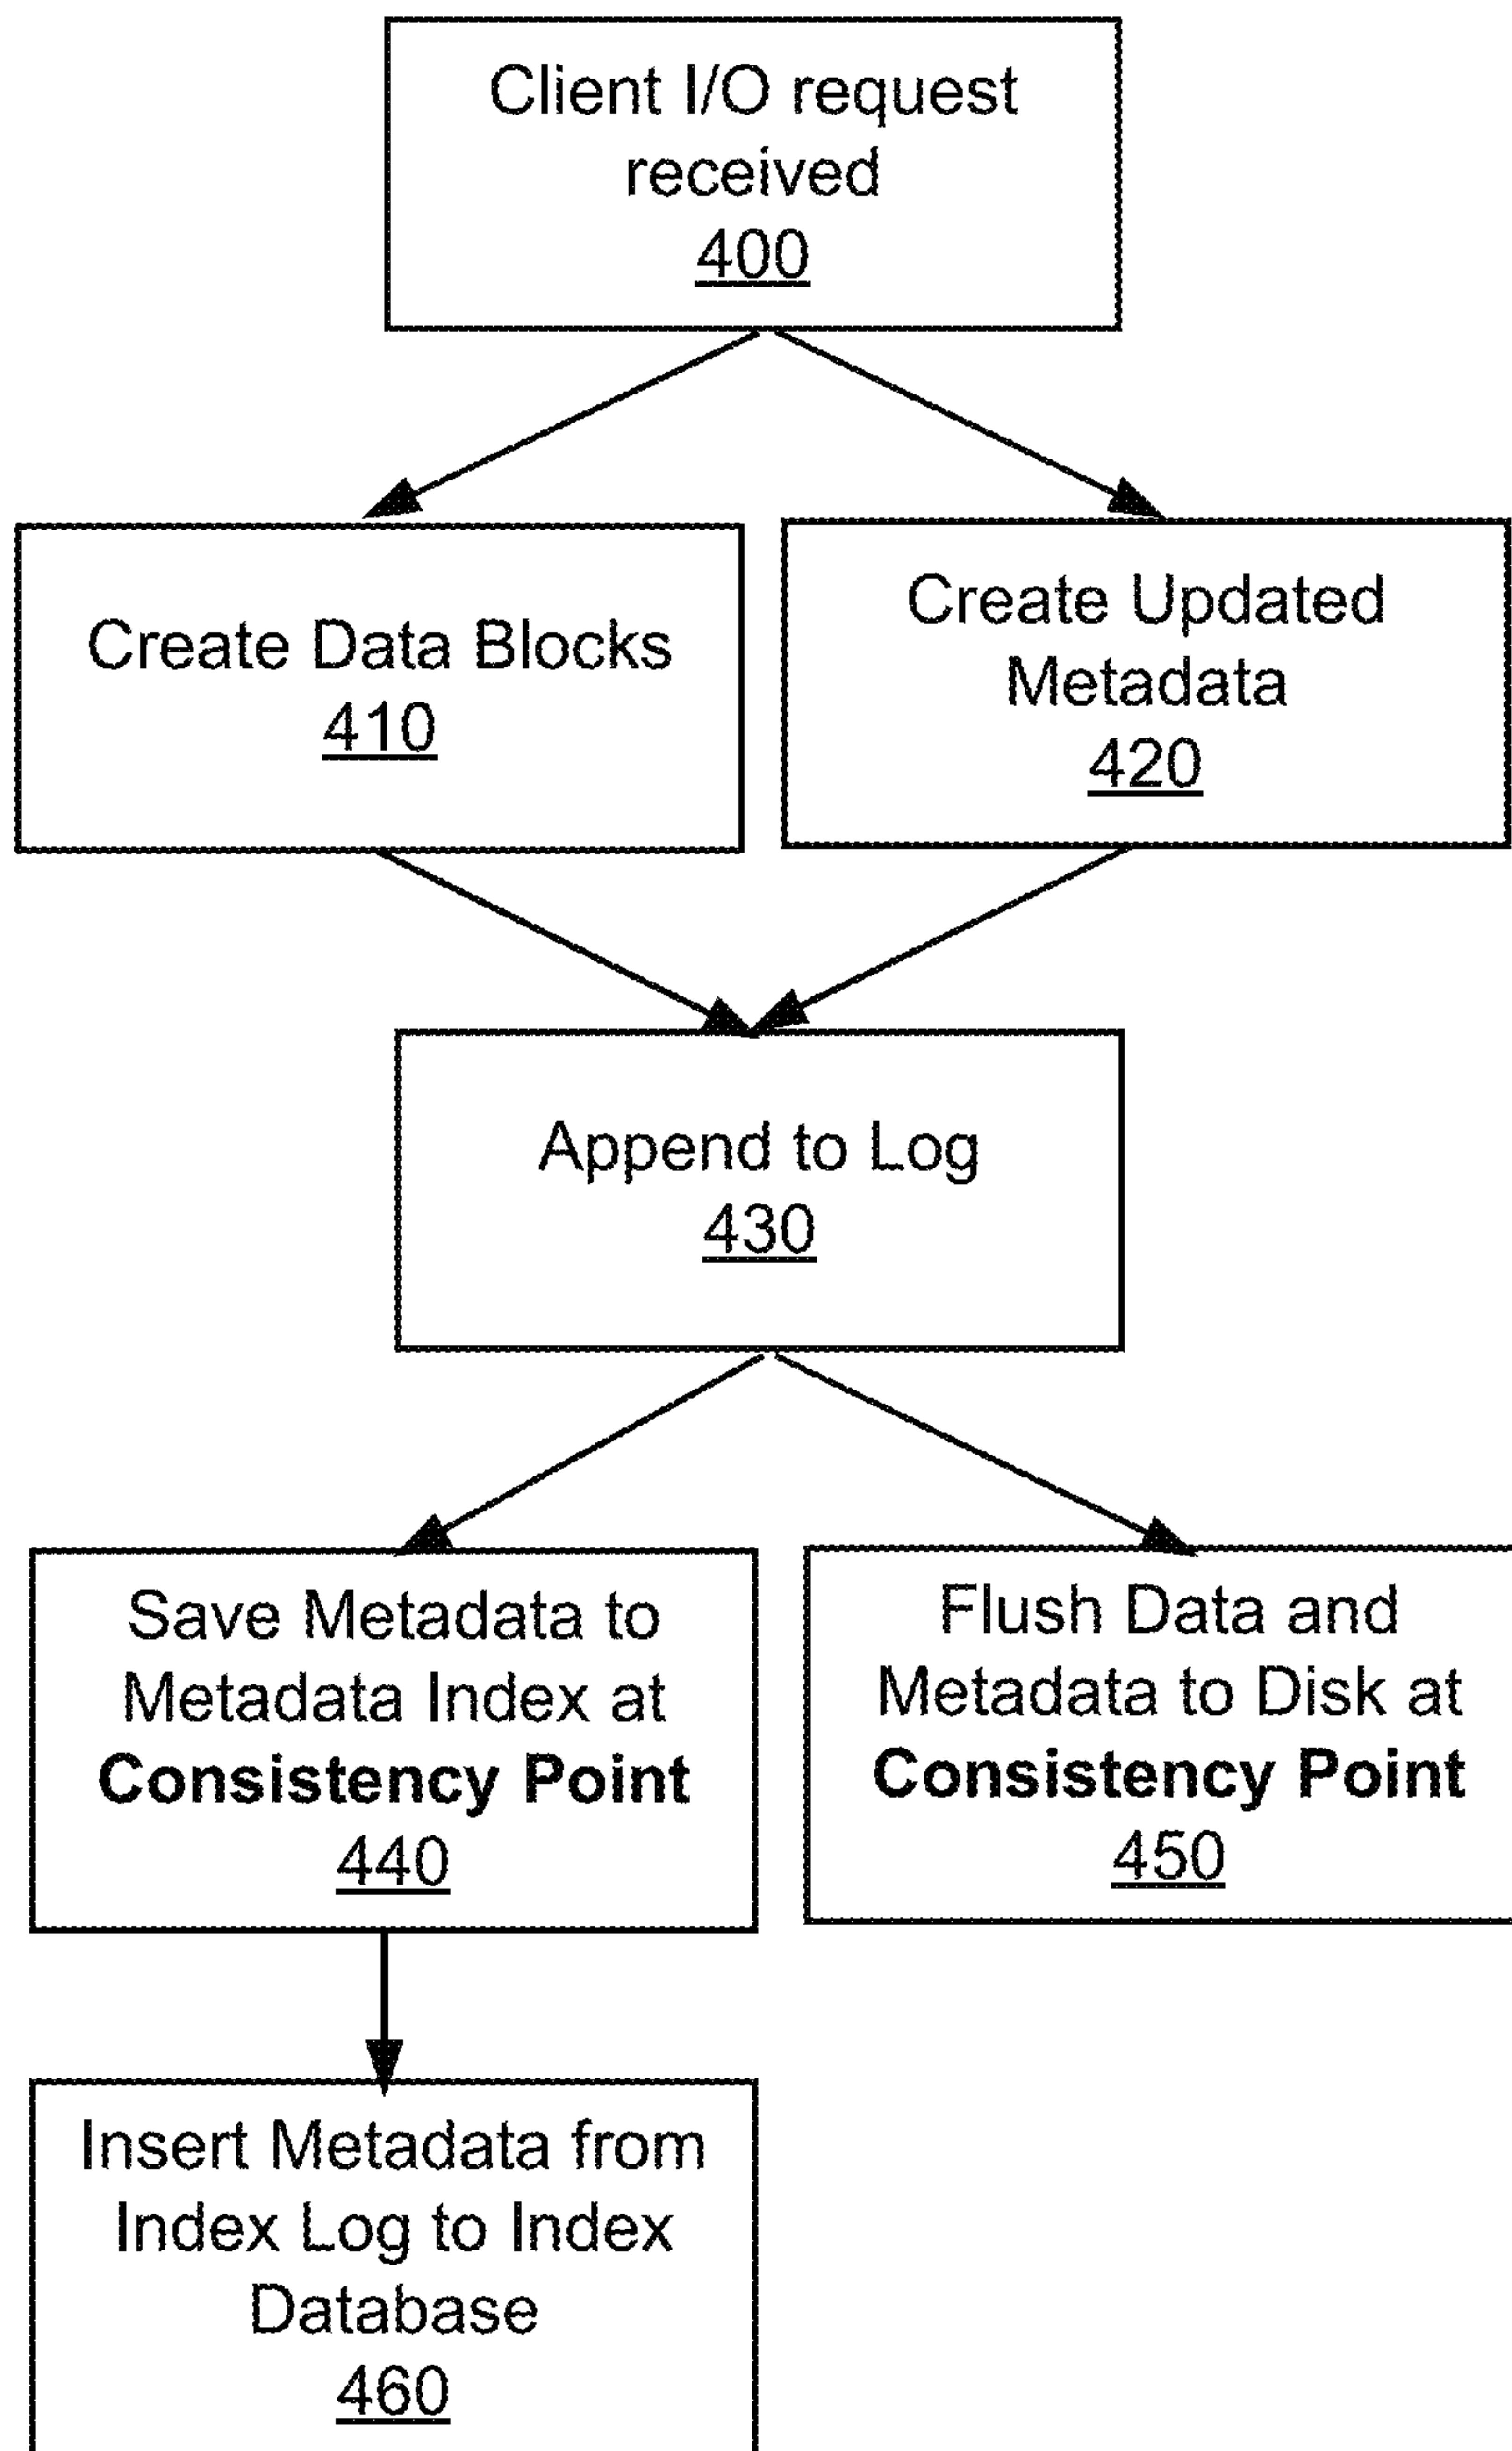 Client I/O request
received
400
Create Data Blocks
410
Create Updated
Metadata
420
Append to Log
430
Save Metadata to
Metadata Index at
Consistency Point
440
Flush Data and
Metadata to Disk at
Consistency Point
450
Insert Metadata from
Index Log to Index
Database
460